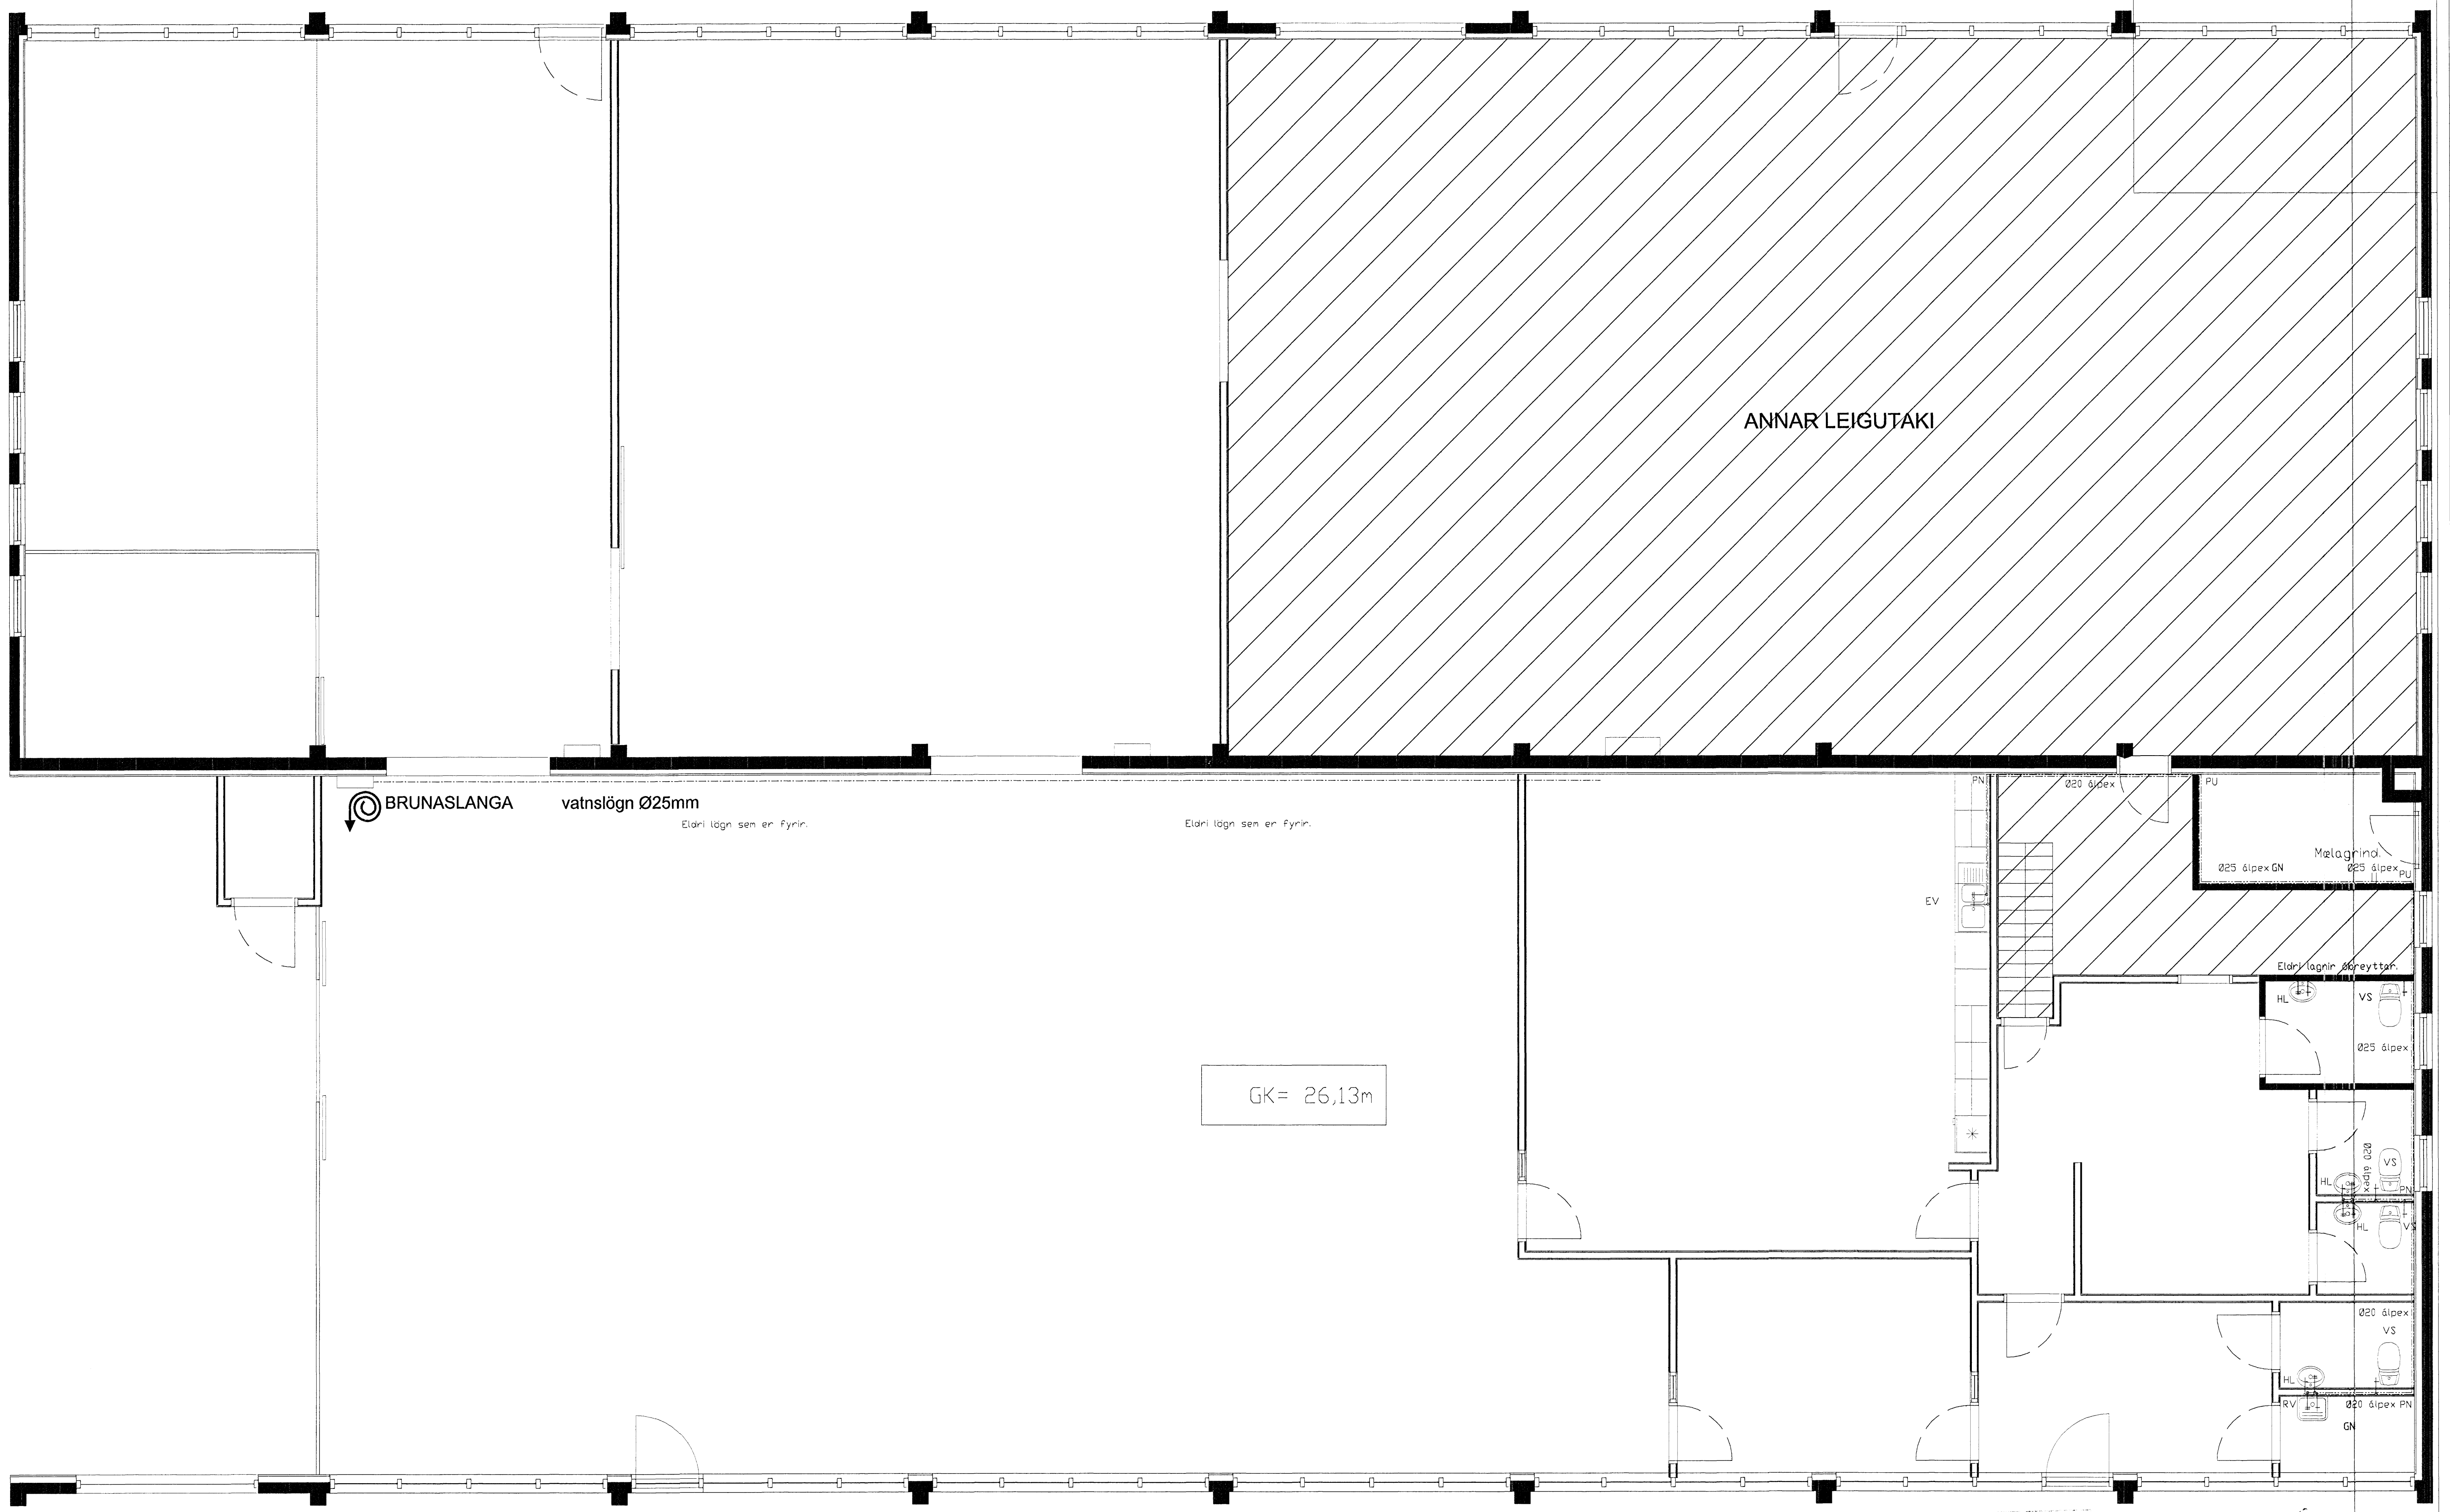 ANNAR LEIGUTAKI
PN
Ø20 álpex
PU
BRUNASLANGA vatnslögn Ø25mm
Eldri lögn sem er fyrir.
Eldri lögn sem er fyrir.
Mælagrind.
Ø25 álpex GN
Ø25 álpex
PU
EV
Eldri lagnir óbreyttar.
HL
VS
Ø25 álpex
GK= 26,13m
Ø20 álpex
VS
HL
PN
HL
VS
Ø20 álpex
VS
HL
RV
Ø20 álpex PN
GN